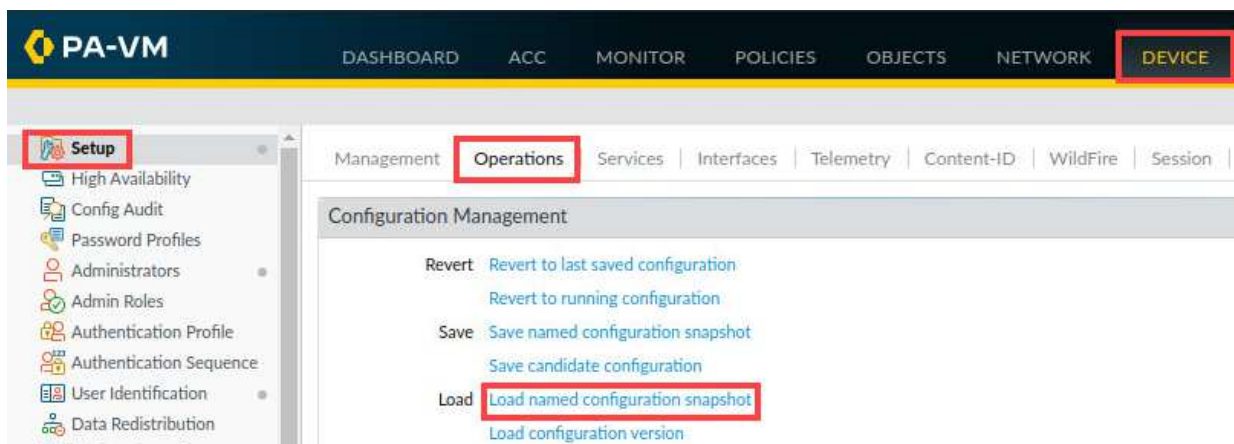 PA-VM
DASHBOARD ACC MONITOR POLICIES OBJECTS NETWORK DEVICE
Setup
High Availability
Config Audit
Password Profiles
Administrators
Admin Roles
Authentication Profile
Authentication Sequence
User Identification
Data Redistribution
Management Operations Services Interfaces Telemetry Content-ID WildFire Session
Configuration Management
Revert Revert to last saved configuration
Revert to running configuration
Save Save named configuration snapshot
Save candidate configuration
Load Load named configuration snapshot
Load configuration version